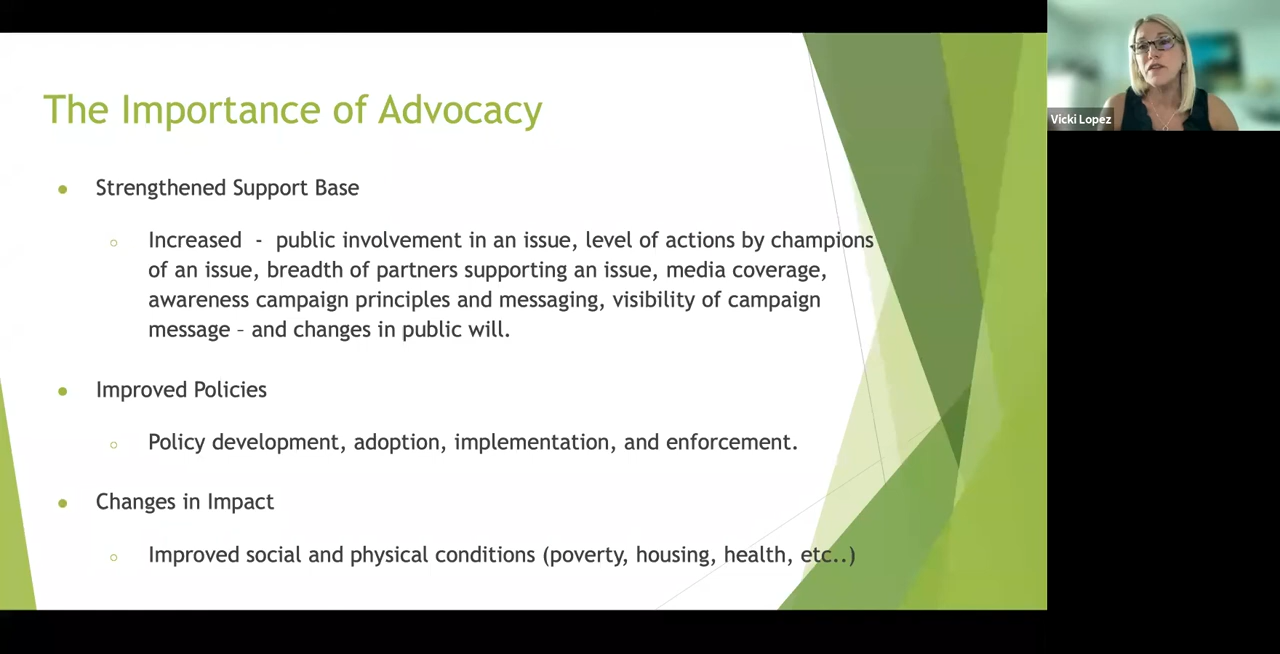 The Importance of Advocacy
● Strengthened Support Base
○ Increased - public involvement in an issue, level of actions by champions
of an issue, breadth of partners supporting an issue, media coverage,
awareness campaign principles and messaging, visibility of campaign
message – and changes in public will.
● Improved Policies
○ Policy development, adoption, implementation, and enforcement.
● Changes in Impact
○ Improved social and physical conditions (poverty, housing, health, etc..)
Vicki Lopez